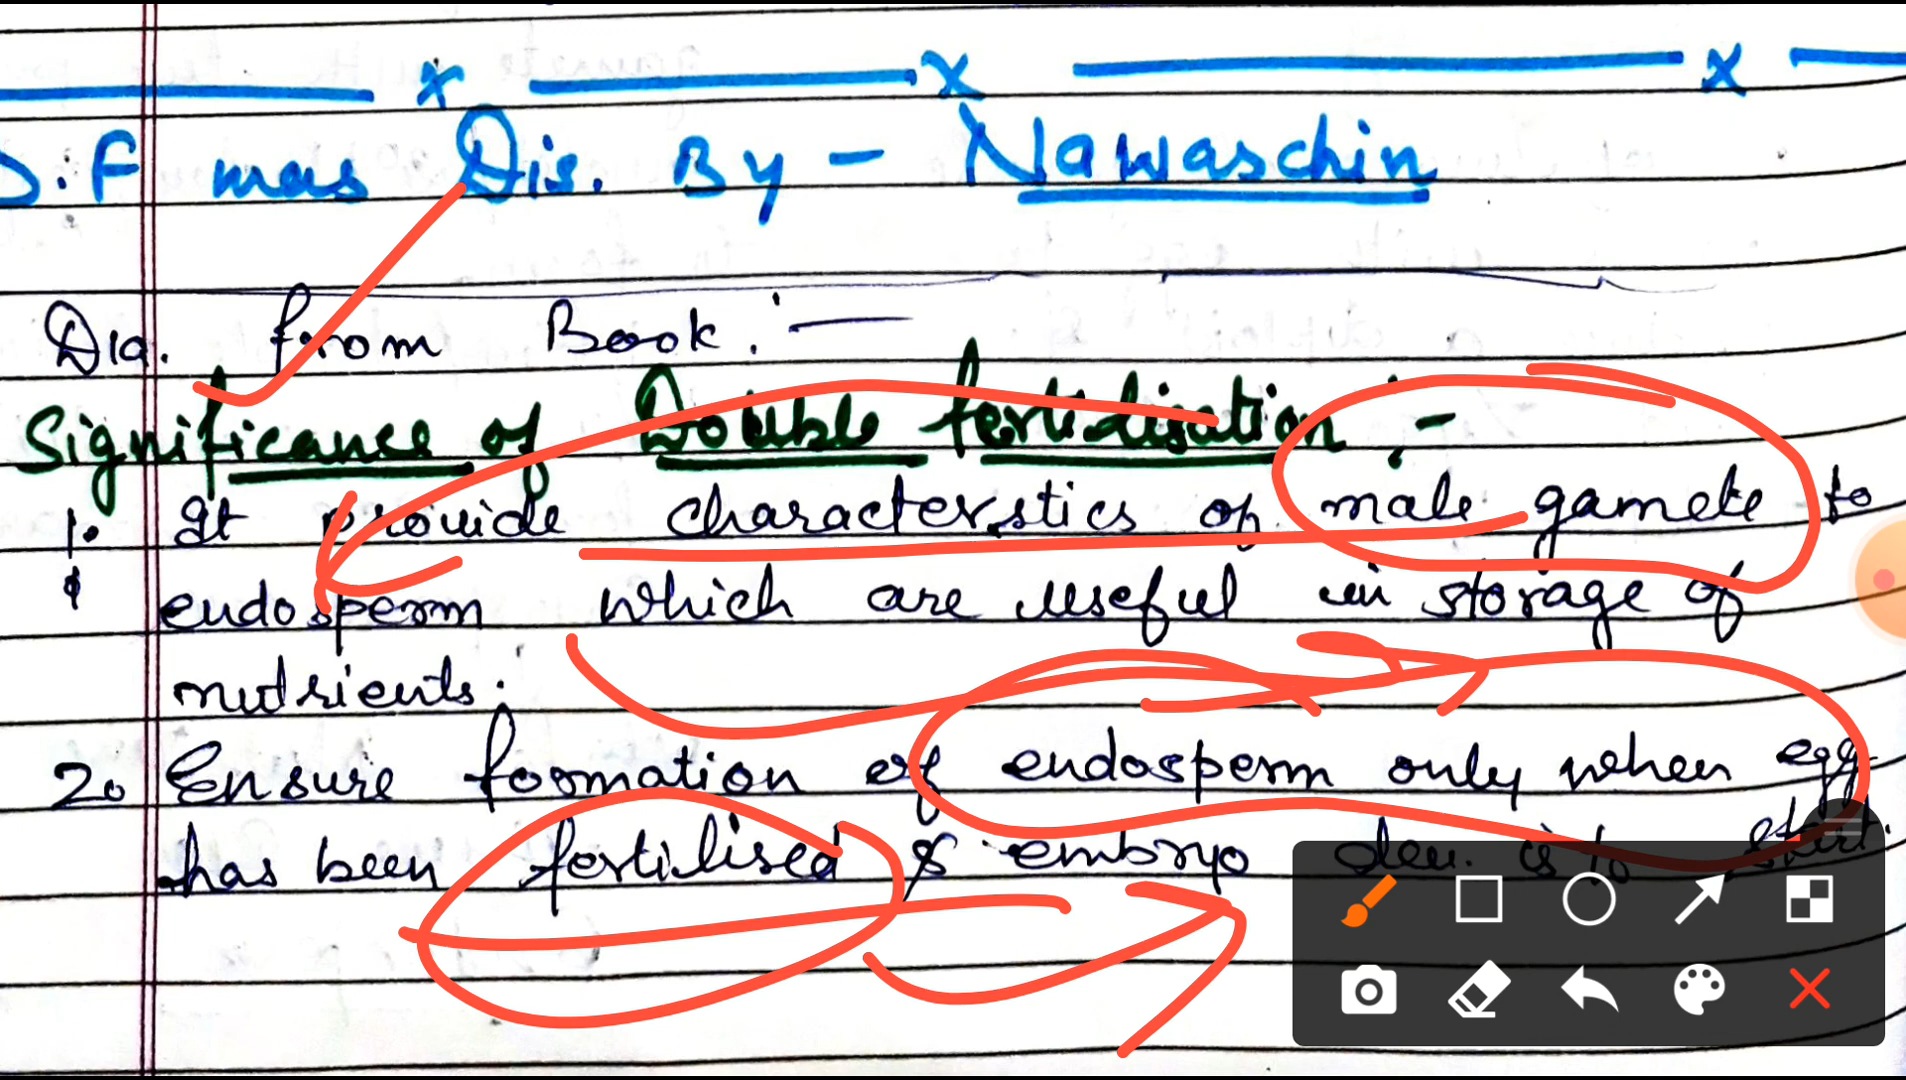 D.F was Dis. By - Nawaschin
Dia. from Book :-
Significance of Double fertilization :-
1. It provide characterstics of male gamete to
endosperm which are useful in storage of
nutrients.
2. Ensure formation of endosperm only when egg
has been fertilised & embryo dev. is to start.